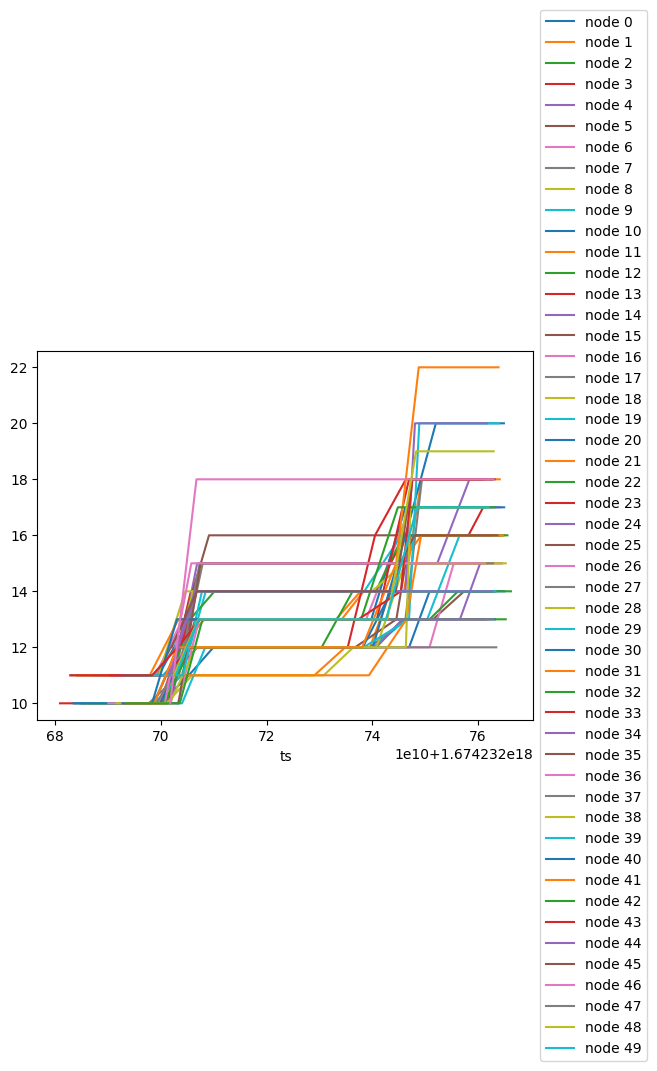 node 0
node 1
node 2
node 3
node 4
node 5
node 6
node 7
node 8
node 9
node 10
node 11
node 12
node 13
node 14
node 15
node 16
node 17
node 18
node 19
node 20
node 21
node 22
node 23
node 24
node 25
node 26
node 27
node 28
node 29
node 30
node 31
node 32
node 33
node 34
node 35
node 36
node 37
node 38
node 39
node 40
node 41
node 42
node 43
node 44
node 45
node 46
node 47
node 48
node 49
22
20
18
16
14
12
10
68 70 72 74 76
1e10+1.674232e18
ts